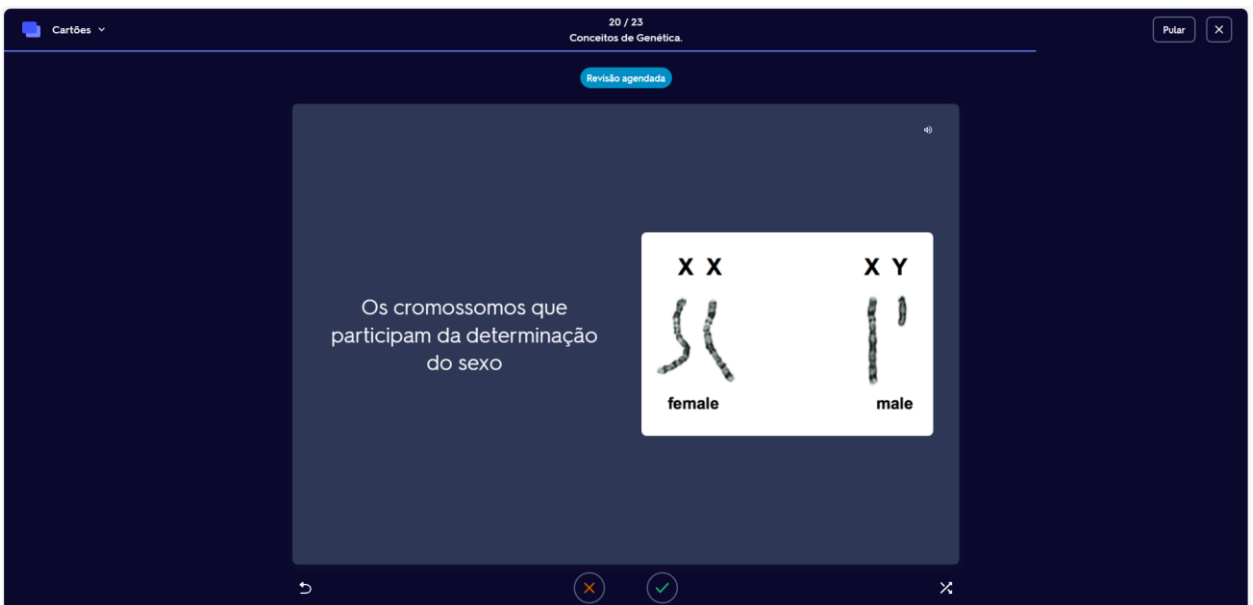 Cartões
20 / 23
Conceitos de Genética.
Pular
Revisão agendada
Os cromossomos que
participam da determinação
do sexo
X X
X Y
female
male